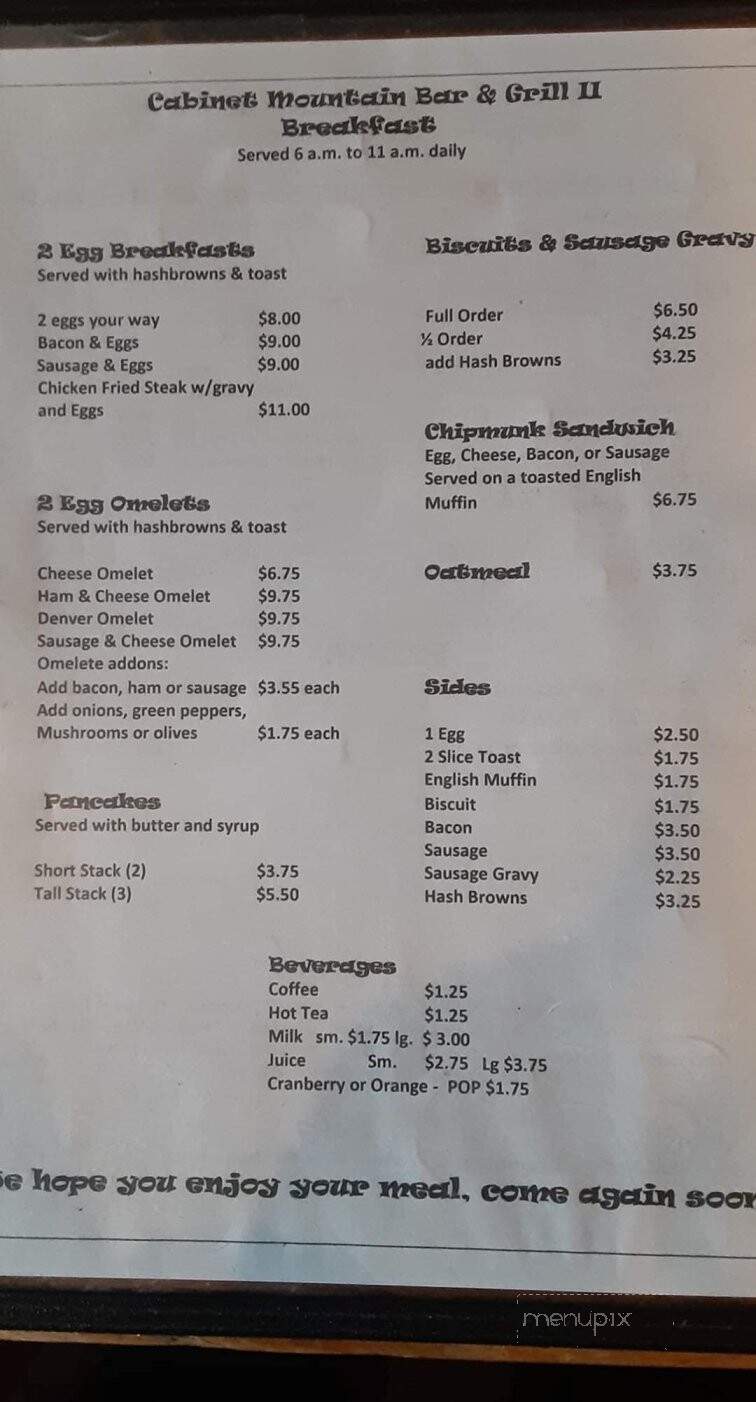 Cabinet Mountain Bar & Grill II
Breakfast
Served 6 a.m. to 11 a.m. daily
2 Egg Breakfasts
Served with hashbrowns & toast
2 eggs your way $8.00
Bacon & Eggs $9.00
Sausage & Eggs $9.00
Chicken Fried Steak w/gravy
and Eggs $11.00
2 Egg Omelets
Served with hashbrowns & toast
Cheese Omelet $6.75
Ham & Cheese Omelet $9.75
Denver Omelet $9.75
Sausage & Cheese Omelet $9.75
Omelete addons:
Add bacon, ham or sausage $3.55 each
Add onions, green peppers,
Mushrooms or olives $1.75 each
Pancakes
Served with butter and syrup
Short Stack (2) $3.75
Tall Stack (3) $5.50
Biscuits & Sausage Gravy
Full Order $6.50
½ Order $4.25
add Hash Browns $3.25
Chipmunk Sandwich
Egg, Cheese, Bacon, or Sausage
Served on a toasted English
Muffin $6.75
Oatmeal $3.75
Sides
1 Egg $2.50
2 Slice Toast $1.75
English Muffin $1.75
Biscuit $1.75
Bacon $3.50
Sausage $3.50
Sausage Gravy $2.25
Hash Browns $3.25
Beverages
Coffee $1.25
Hot Tea $1.25
Milk sm. $1.75 lg. $ 3.00
Juice Sm. $2.75 Lg $3.75
Cranberry or Orange - POP $1.75
e hope you enjoy your meal, come again soon
menupix